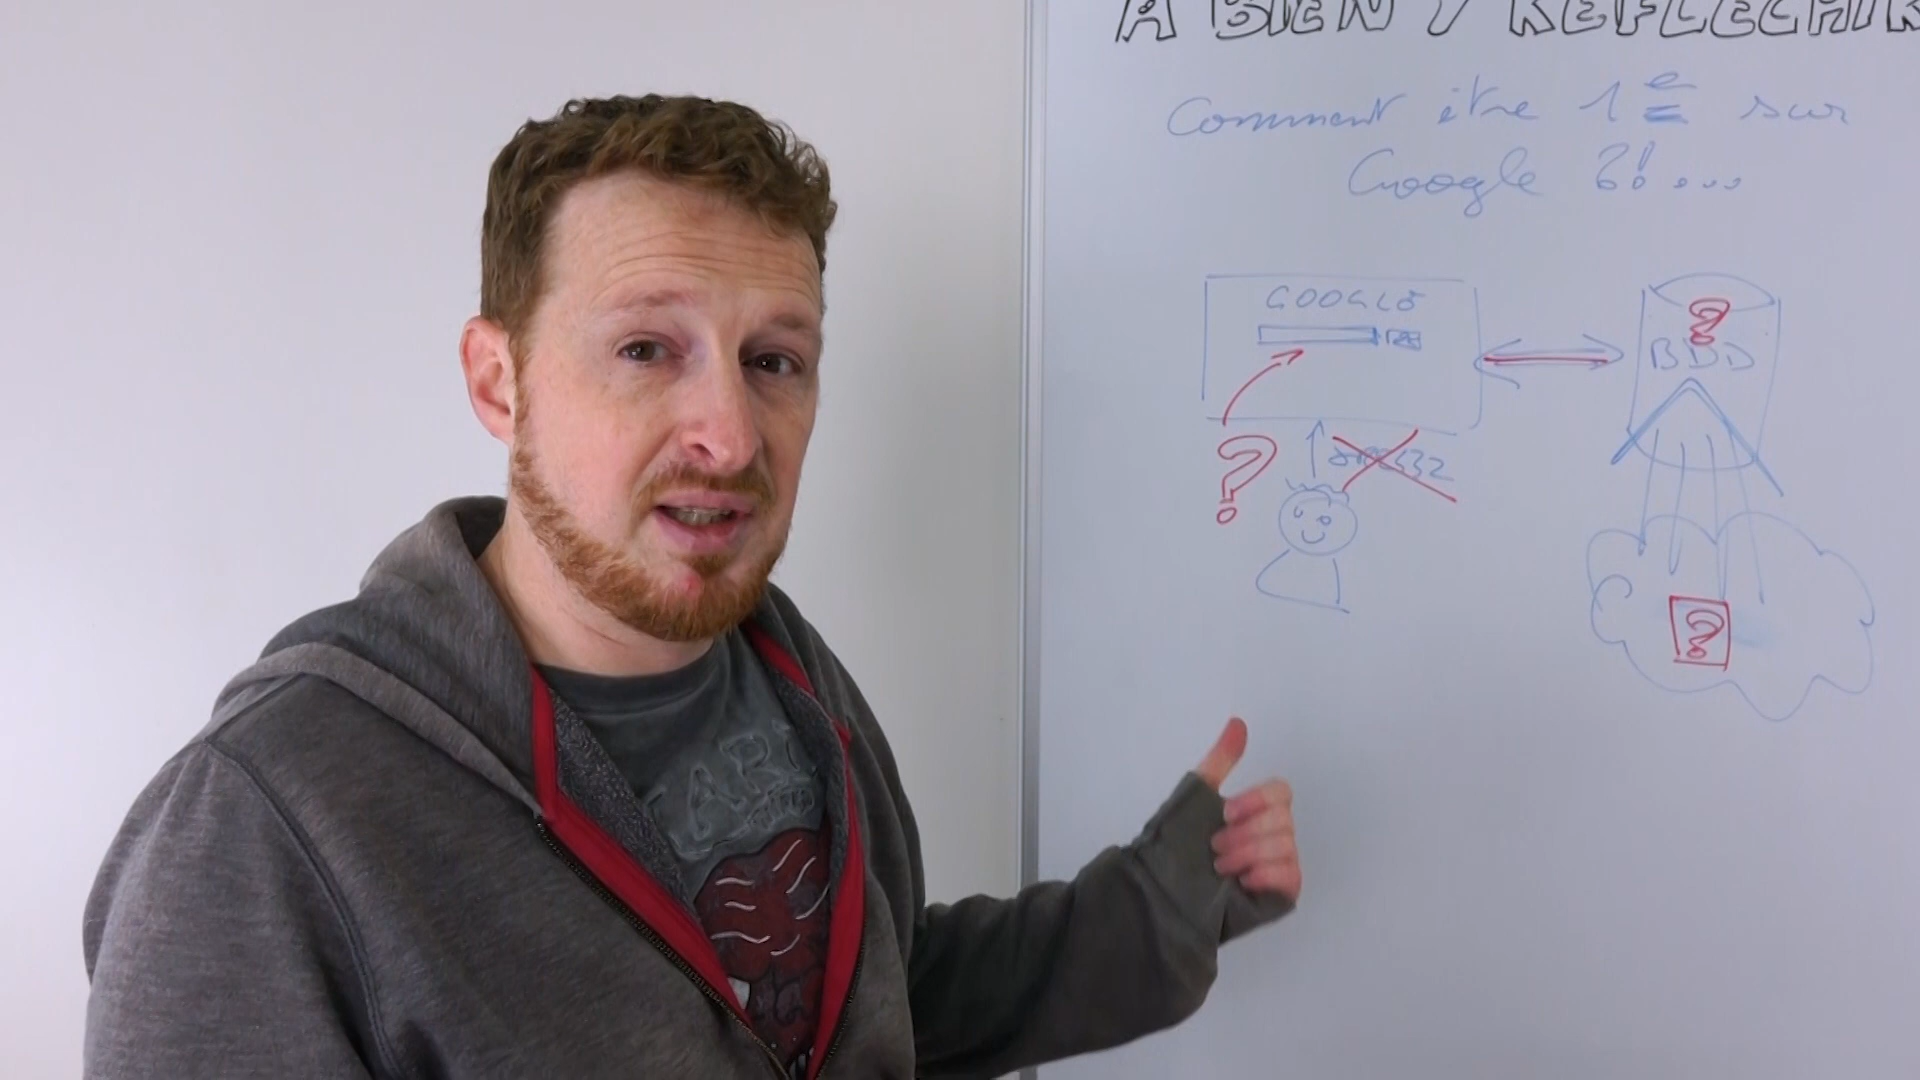 A BIEN Y REFLECHIR
Comment être 1e sur
Google ?!...
GOOGLE
BDD
?
?
?